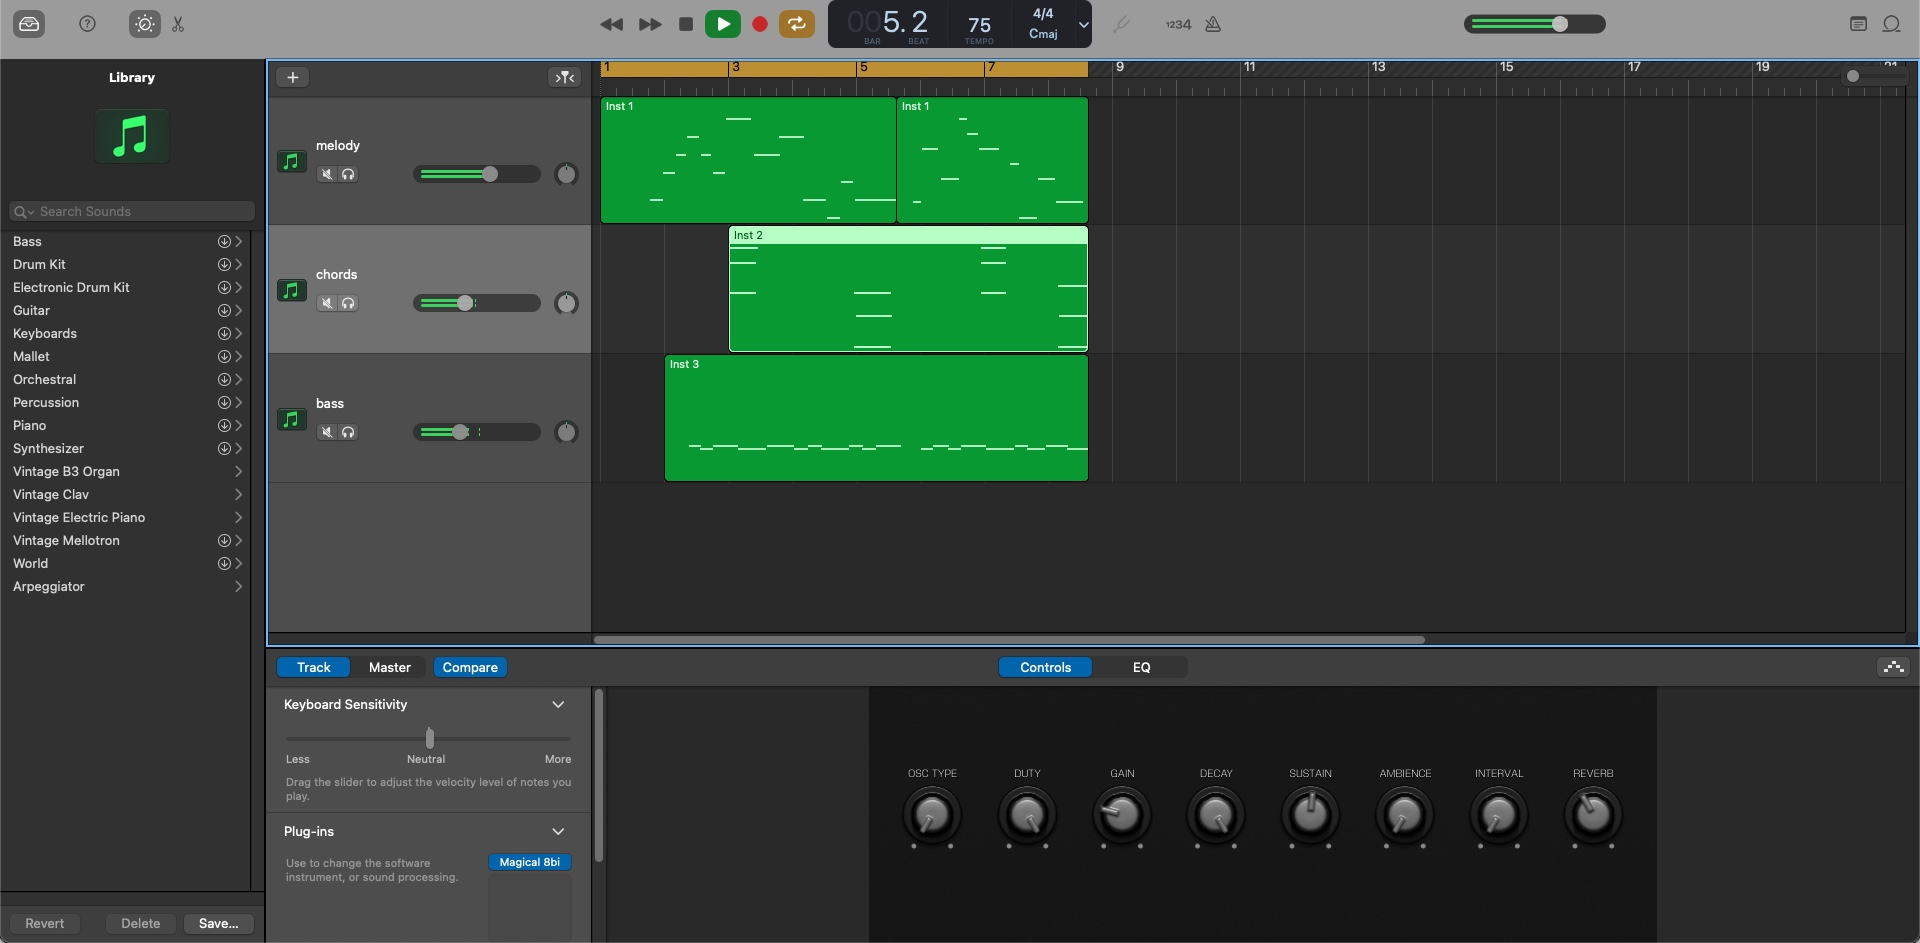 005.2
BAR BEAT
75
TEMPO
4/4
Cmaj
1234
Library
Search Sounds
Bass
Drum Kit
Electronic Drum Kit
Guitar
Keyboards
Mallet
Orchestral
Percussion
Piano
Synthesizer
Vintage B3 Organ
Vintage Clav
Vintage Electric Piano
Vintage Mellotron
World
Arpeggiator
Revert Delete Save...
1 3 5 7 9 11 13 15 17 19 21
melody
Inst 1 Inst 1
chords
Inst 2
bass
Inst 3
Track Master Compare
Controls EQ
Keyboard Sensitivity
Less Neutral More
Drag the slider to adjust the velocity level of notes you
play.
Plug-ins
Use to change the software
instrument, or sound processing.
Magical 8bi
OSC TYPE DUTY GAIN DECAY SUSTAIN AMBIENCE INTERVAL REVERB